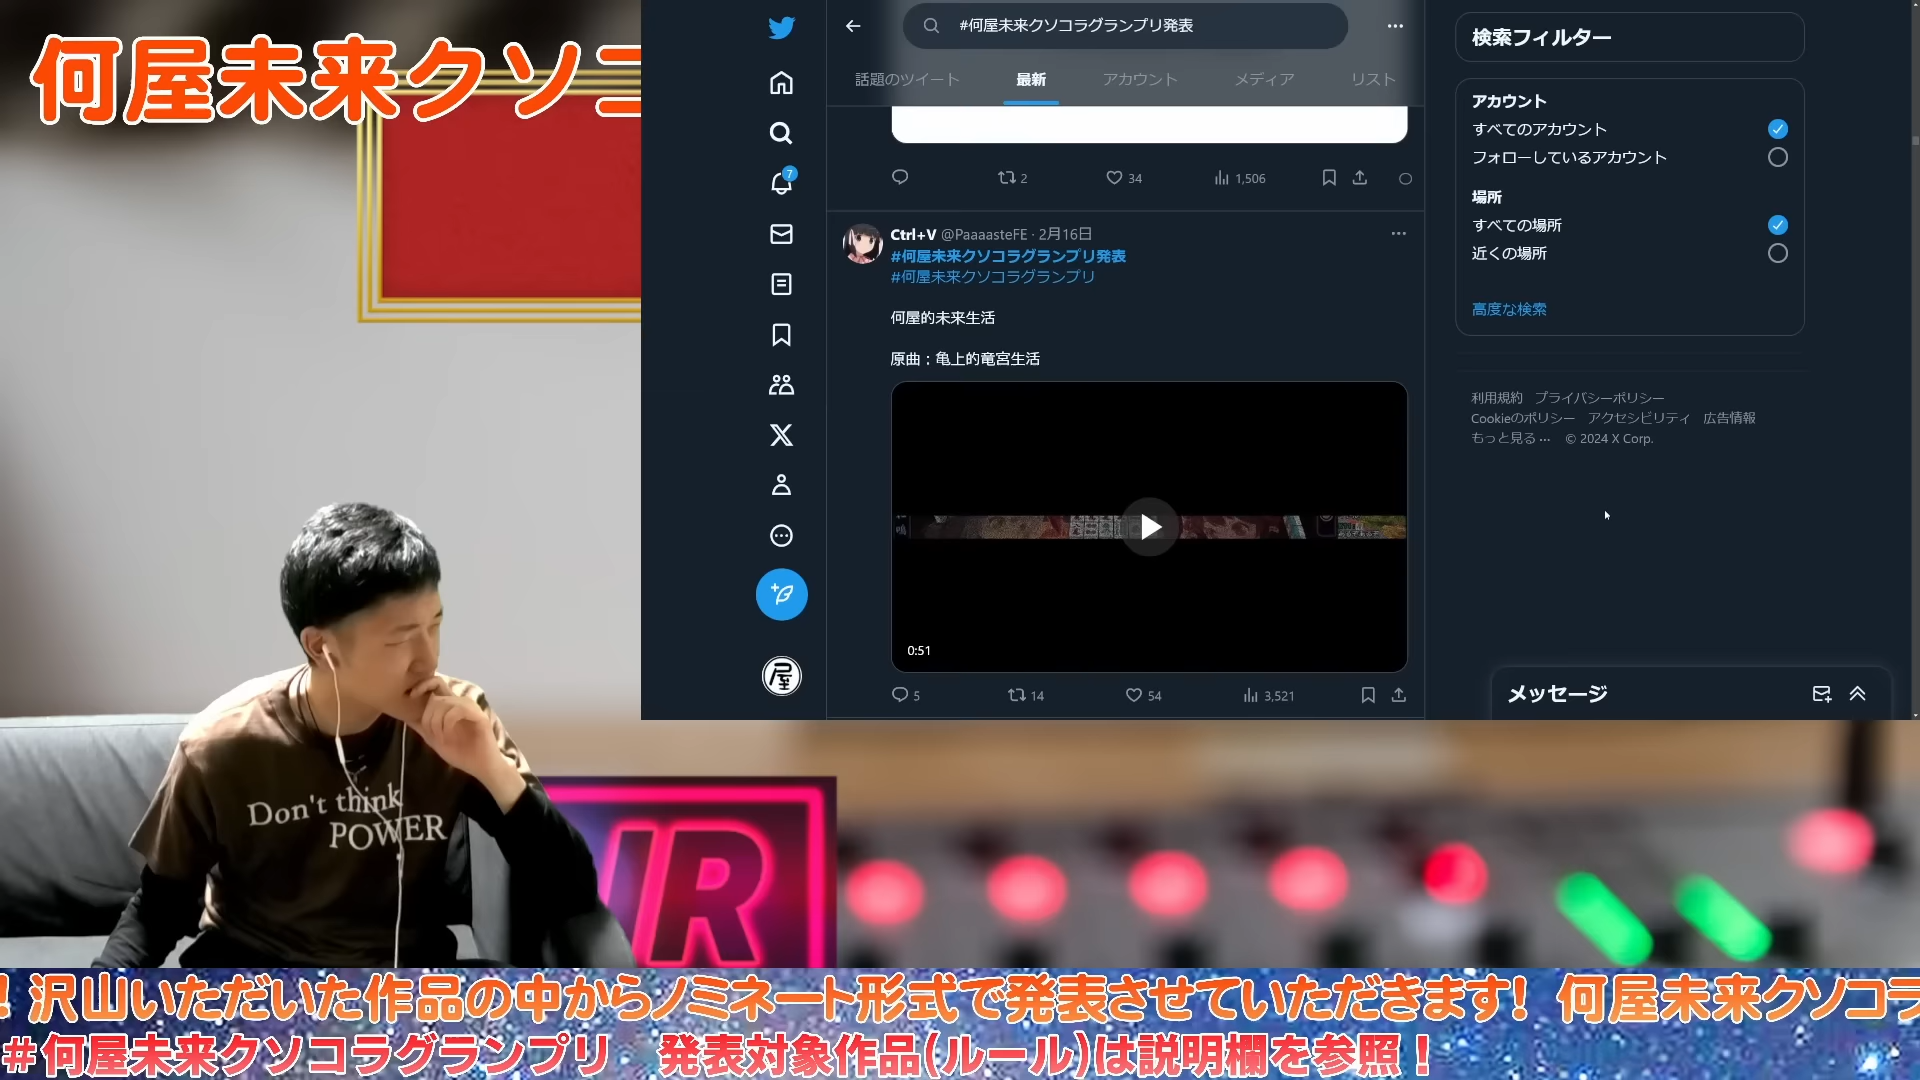 何屋未来クソコ
#何屋未来クソコラグランプリ発表
話題のツイート 最新 アカウント メディア リスト
2 34 1,506
7
Ctrl+V @PaaaasteFE · 2月16日
#何屋未来クソコラグランプリ発表
#何屋未来クソコラグランプリ
何屋的未来生活
原曲：亀上的竜宮生活
0:51
5 14 54 3,521
屋
検索フィルター
アカウント
すべてのアカウント
フォローしているアカウント
場所
すべての場所
近くの場所
高度な検索
利用規約 プライバシーポリシー
Cookieのポリシー アクセシビリティ 広告情報
もっと見る … © 2024 X Corp.
メッセージ
Don't think
POWER
IR
！沢山いただいた作品の中からノミネート形式で発表させていただきます！ 何屋未来クソコラ
＃何屋未来クソコラグランプリ 発表対象作品(ルール)は説明欄を参照！